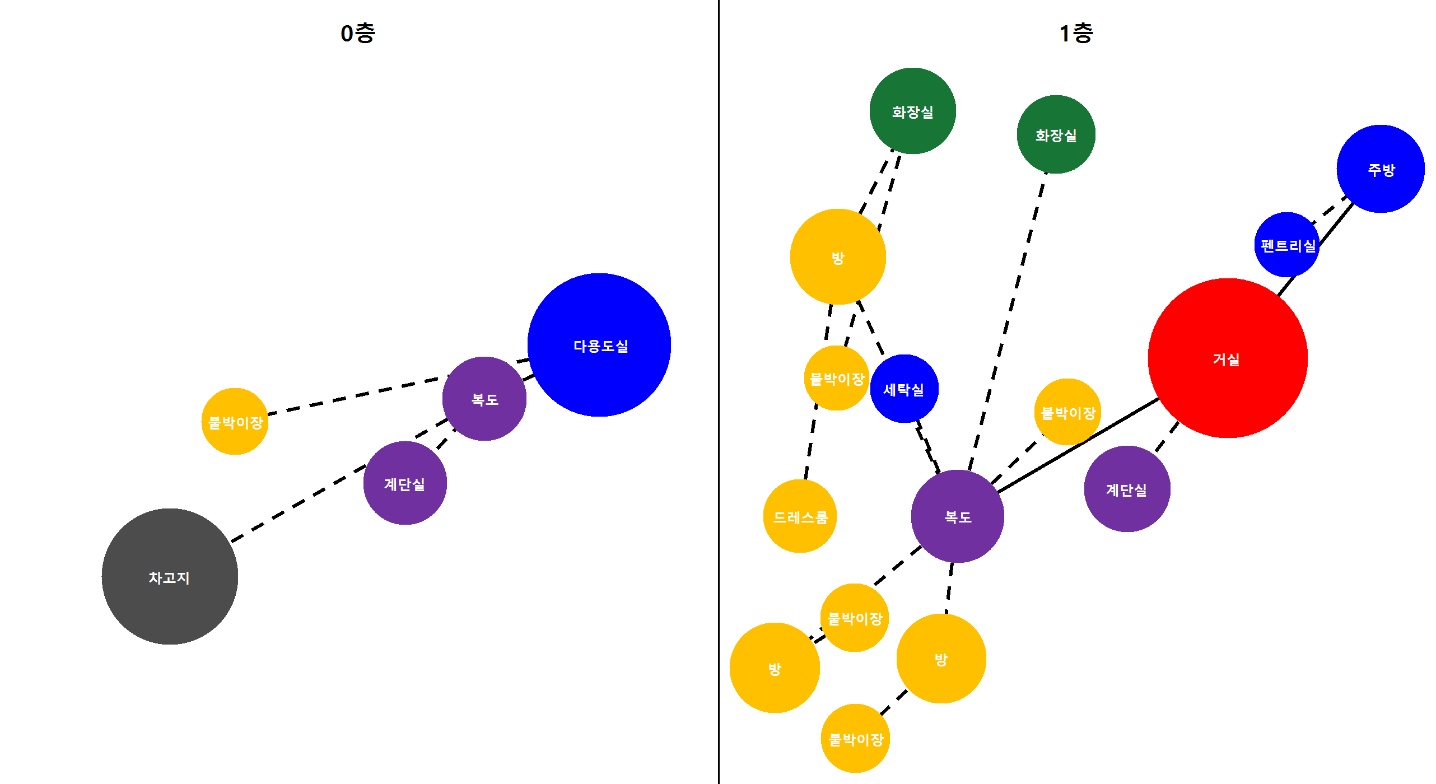 0층
다용도실
복도
붙박이장
계단실
차고지
1층
화장실
화장실
주방
펜트리실
방
거실
붙박이장
세탁실
붙박이장
계단실
드레스룸
복도
붙박이장
방
방
붙박이장